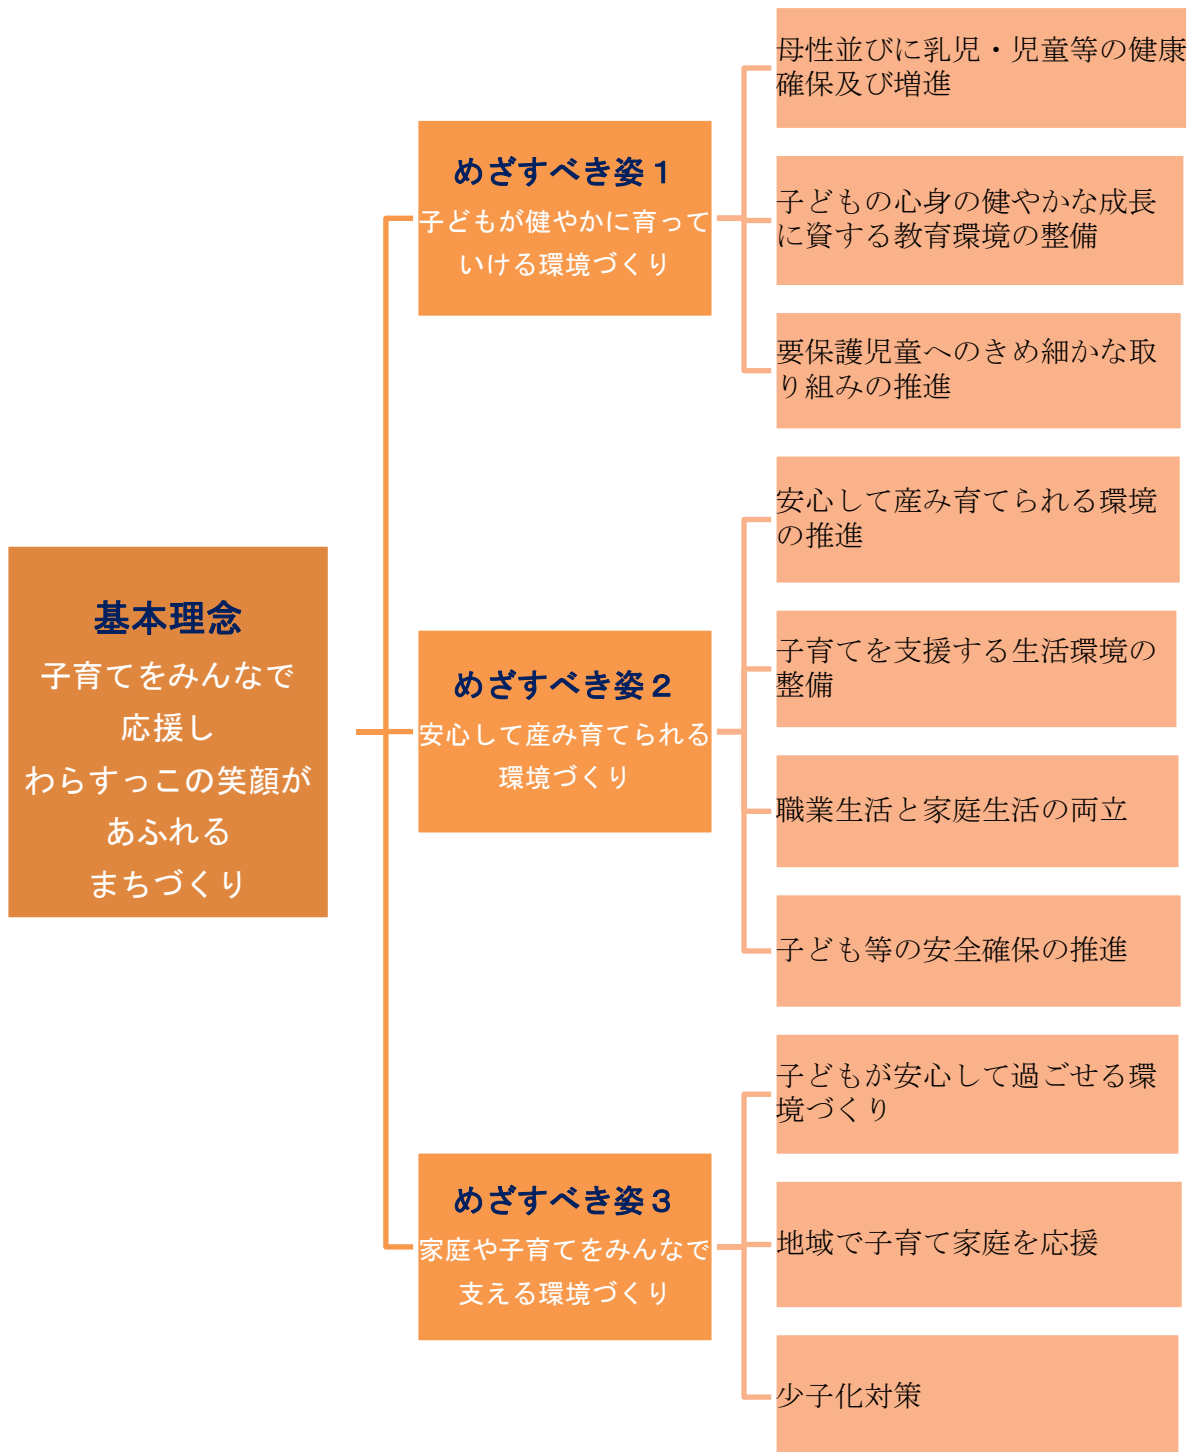 基本理念
子育てをみんなで
応援し
わらすっこの笑顔が
あふれる
まちづくり
めざすべき姿１
子どもが健やかに育って
いける環境づくり
母性並びに乳児・児童等の健康
確保及び増進
子どもの心身の健やかな成長
に資する教育環境の整備
要保護児童へのきめ細かな取
り組みの推進
めざすべき姿２
安心して産み育てられる
環境づくり
安心して産み育てられる環境
の推進
子育てを支援する生活環境の
整備
職業生活と家庭生活の両立
子ども等の安全確保の推進
めざすべき姿３
家庭や子育てをみんなで
支える環境づくり
子どもが安心して過ごせる環
境づくり
地域で子育て家庭を応援
少子化対策